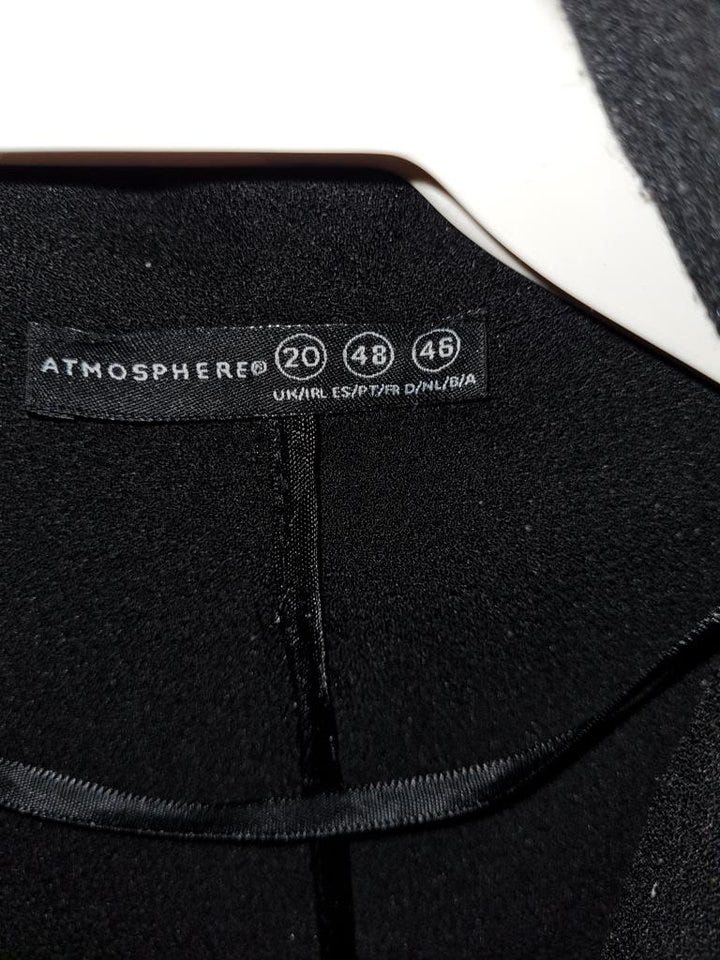 ATMOSPHERE® 20 48 46
UK/IRL ES/PT/FR D/NL/B/A